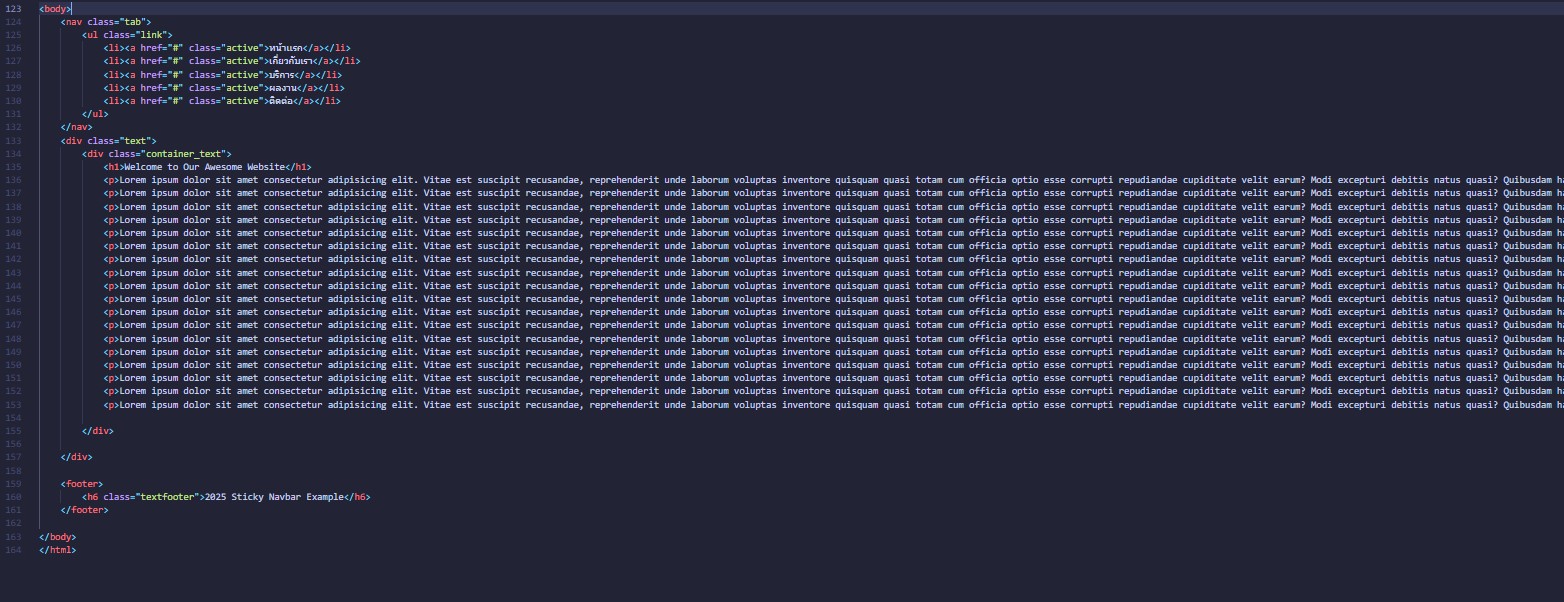 123 <body>
124 <nav class="tab">
125 <ul class="link">
126 <li><a href="#" class="active">หน้าแรก</a></li>
127 <li><a href="#" class="active">เกี่ยวกับเรา</a></li>
128 <li><a href="#" class="active">บริการ</a></li>
129 <li><a href="#" class="active">ผลงาน</a></li>
130 <li><a href="#" class="active">ติดต่อ</a></li>
131 </ul>
132 </nav>
133 <div class="text">
134 <div class="container_text">
135 <h1>Welcome to Our Awesome Website</h1>
136 <p>Lorem ipsum dolor sit amet consectetur adipisicing elit. Vitae est suscipit recusandae, reprehenderit unde laborum voluptas inventore quisquam quasi totam cum officia optio esse corrupti repudiandae cupiditate velit earum? Modi excepturi debitis natus quasi? Quibusdam ha
137 <p>Lorem ipsum dolor sit amet consectetur adipisicing elit. Vitae est suscipit recusandae, reprehenderit unde laborum voluptas inventore quisquam quasi totam cum officia optio esse corrupti repudiandae cupiditate velit earum? Modi excepturi debitis natus quasi? Quibusdam ha
138 <p>Lorem ipsum dolor sit amet consectetur adipisicing elit. Vitae est suscipit recusandae, reprehenderit unde laborum voluptas inventore quisquam quasi totam cum officia optio esse corrupti repudiandae cupiditate velit earum? Modi excepturi debitis natus quasi? Quibusdam ha
139 <p>Lorem ipsum dolor sit amet consectetur adipisicing elit. Vitae est suscipit recusandae, reprehenderit unde laborum voluptas inventore quisquam quasi totam cum officia optio esse corrupti repudiandae cupiditate velit earum? Modi excepturi debitis natus quasi? Quibusdam ha
140 <p>Lorem ipsum dolor sit amet consectetur adipisicing elit. Vitae est suscipit recusandae, reprehenderit unde laborum voluptas inventore quisquam quasi totam cum officia optio esse corrupti repudiandae cupiditate velit earum? Modi excepturi debitis natus quasi? Quibusdam ha
141 <p>Lorem ipsum dolor sit amet consectetur adipisicing elit. Vitae est suscipit recusandae, reprehenderit unde laborum voluptas inventore quisquam quasi totam cum officia optio esse corrupti repudiandae cupiditate velit earum? Modi excepturi debitis natus quasi? Quibusdam ha
142 <p>Lorem ipsum dolor sit amet consectetur adipisicing elit. Vitae est suscipit recusandae, reprehenderit unde laborum voluptas inventore quisquam quasi totam cum officia optio esse corrupti repudiandae cupiditate velit earum? Modi excepturi debitis natus quasi? Quibusdam ha
143 <p>Lorem ipsum dolor sit amet consectetur adipisicing elit. Vitae est suscipit recusandae, reprehenderit unde laborum voluptas inventore quisquam quasi totam cum officia optio esse corrupti repudiandae cupiditate velit earum? Modi excepturi debitis natus quasi? Quibusdam ha
144 <p>Lorem ipsum dolor sit amet consectetur adipisicing elit. Vitae est suscipit recusandae, reprehenderit unde laborum voluptas inventore quisquam quasi totam cum officia optio esse corrupti repudiandae cupiditate velit earum? Modi excepturi debitis natus quasi? Quibusdam ha
145 <p>Lorem ipsum dolor sit amet consectetur adipisicing elit. Vitae est suscipit recusandae, reprehenderit unde laborum voluptas inventore quisquam quasi totam cum officia optio esse corrupti repudiandae cupiditate velit earum? Modi excepturi debitis natus quasi? Quibusdam ha
146 <p>Lorem ipsum dolor sit amet consectetur adipisicing elit. Vitae est suscipit recusandae, reprehenderit unde laborum voluptas inventore quisquam quasi totam cum officia optio esse corrupti repudiandae cupiditate velit earum? Modi excepturi debitis natus quasi? Quibusdam ha
147 <p>Lorem ipsum dolor sit amet consectetur adipisicing elit. Vitae est suscipit recusandae, reprehenderit unde laborum voluptas inventore quisquam quasi totam cum officia optio esse corrupti repudiandae cupiditate velit earum? Modi excepturi debitis natus quasi? Quibusdam ha
148 <p>Lorem ipsum dolor sit amet consectetur adipisicing elit. Vitae est suscipit recusandae, reprehenderit unde laborum voluptas inventore quisquam quasi totam cum officia optio esse corrupti repudiandae cupiditate velit earum? Modi excepturi debitis natus quasi? Quibusdam ha
149 <p>Lorem ipsum dolor sit amet consectetur adipisicing elit. Vitae est suscipit recusandae, reprehenderit unde laborum voluptas inventore quisquam quasi totam cum officia optio esse corrupti repudiandae cupiditate velit earum? Modi excepturi debitis natus quasi? Quibusdam ha
150 <p>Lorem ipsum dolor sit amet consectetur adipisicing elit. Vitae est suscipit recusandae, reprehenderit unde laborum voluptas inventore quisquam quasi totam cum officia optio esse corrupti repudiandae cupiditate velit earum? Modi excepturi debitis natus quasi? Quibusdam ha
151 <p>Lorem ipsum dolor sit amet consectetur adipisicing elit. Vitae est suscipit recusandae, reprehenderit unde laborum voluptas inventore quisquam quasi totam cum officia optio esse corrupti repudiandae cupiditate velit earum? Modi excepturi debitis natus quasi? Quibusdam ha
152 <p>Lorem ipsum dolor sit amet consectetur adipisicing elit. Vitae est suscipit recusandae, reprehenderit unde laborum voluptas inventore quisquam quasi totam cum officia optio esse corrupti repudiandae cupiditate velit earum? Modi excepturi debitis natus quasi? Quibusdam ha
153 <p>Lorem ipsum dolor sit amet consectetur adipisicing elit. Vitae est suscipit recusandae, reprehenderit unde laborum voluptas inventore quisquam quasi totam cum officia optio esse corrupti repudiandae cupiditate velit earum? Modi excepturi debitis natus quasi? Quibusdam ha
154
155 </div>
156
157 </div>
158
159 <footer>
160 <h6 class="textfooter">2025 Sticky Navbar Example</h6>
161 </footer>
162
163 </body>
164 </html>